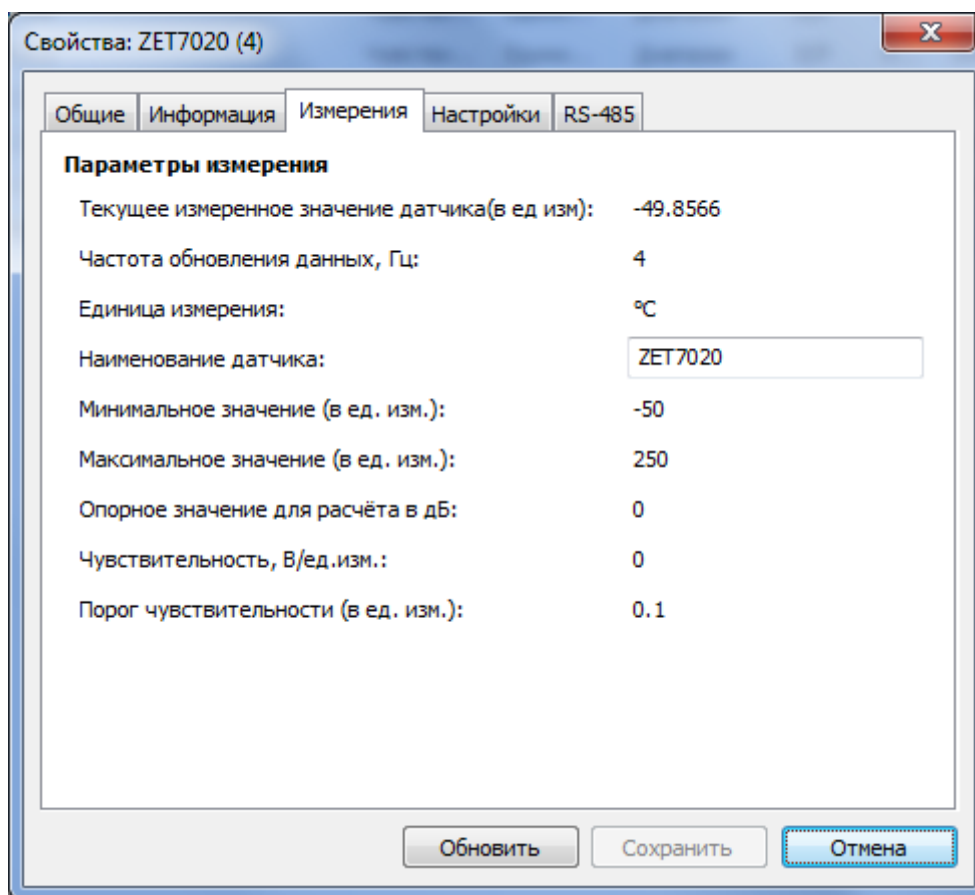 Свойства: ZET7020 (4)
Общие Информация Измерения Настройки RS-485
Параметры измерения
Текущее измеренное значение датчика(в ед изм): -49.8566
Частота обновления данных, Гц: 4
Единица измерения: °C
Наименование датчика: ZET7020
Минимальное значение (в ед. изм.): -50
Максимальное значение (в ед. изм.): 250
Опорное значение для расчёта в дБ: 0
Чувствительность, В/ед.изм.: 0
Порог чувствительности (в ед. изм.): 0.1
Обновить Сохранить Отмена